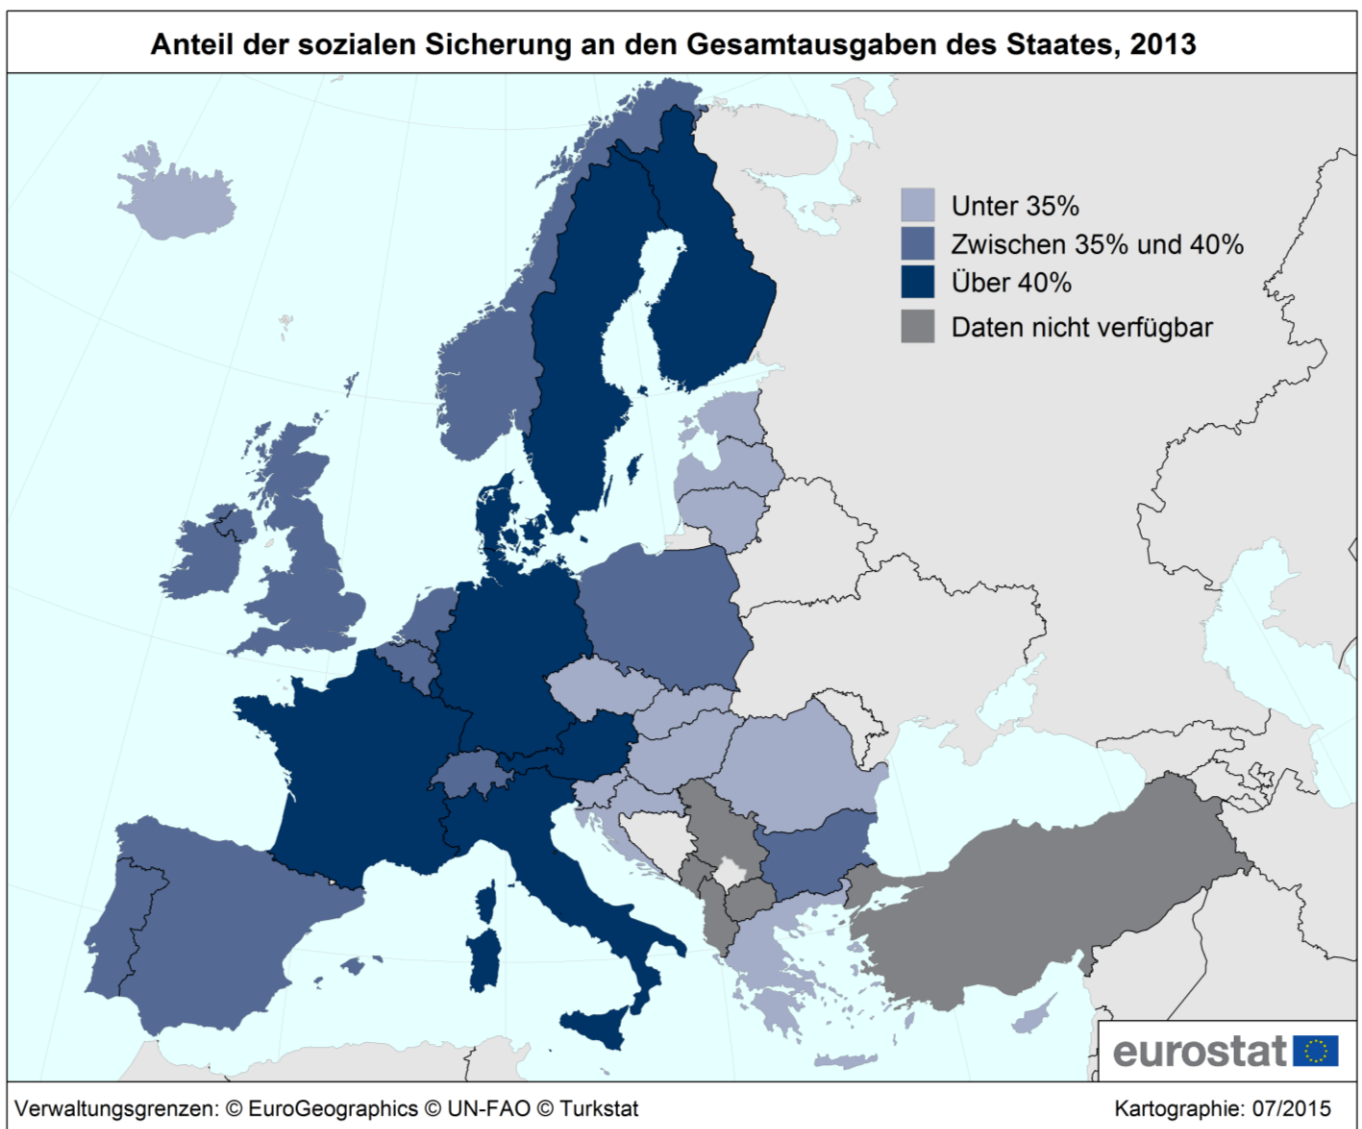 Anteil der sozialen Sicherung an den Gesamtausgaben des Staates, 2013
Unter 35%
Zwischen 35% und 40%
Über 40%
Daten nicht verfügbar
eurostat
Verwaltungsgrenzen: © EuroGeographics © UN-FAO © Turkstat
Kartographie: 07/2015